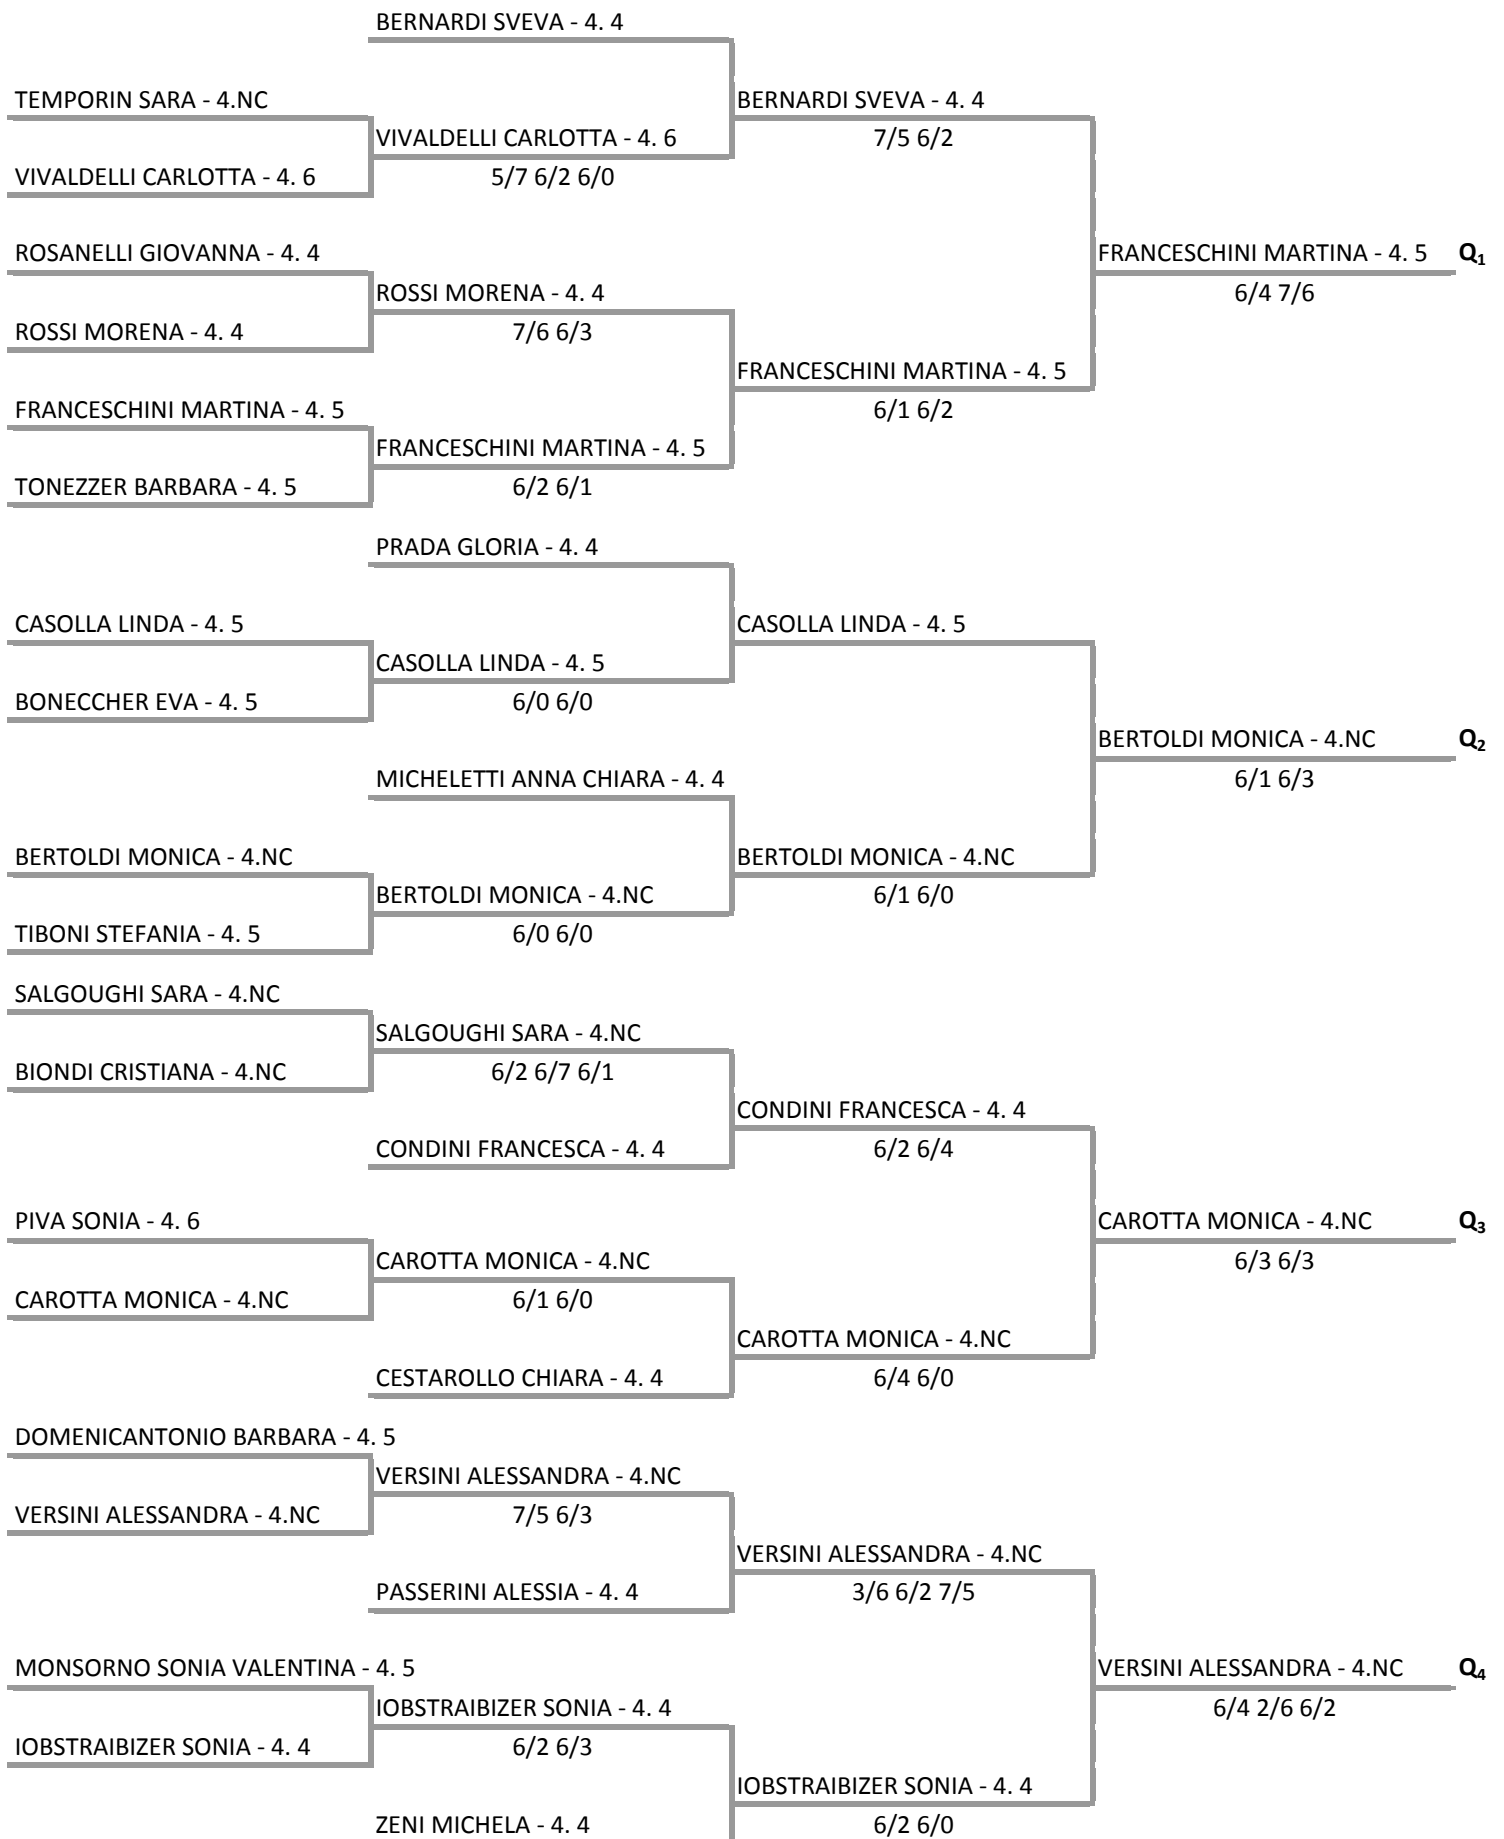 BERNARDI SVEVA - 4. 4
TEMPORIN SARA - 4.NC
BERNARDI SVEVA - 4. 4
VIVALDELLI CARLOTTA - 4. 6
7/5 6/2
VIVALDELLI CARLOTTA - 4. 6
5/7 6/2 6/0
ROSANELLI GIOVANNA - 4. 4
FRANCESCHINI MARTINA - 4. 5
Q1
ROSSI MORENA - 4. 4
6/4 7/6
ROSSI MORENA - 4. 4
7/6 6/3
FRANCESCHINI MARTINA - 4. 5
FRANCESCHINI MARTINA - 4. 5
6/1 6/2
FRANCESCHINI MARTINA - 4. 5
TONEZZER BARBARA - 4. 5
6/2 6/1
PRADA GLORIA - 4. 4
CASOLLA LINDA - 4. 5
CASOLLA LINDA - 4. 5
CASOLLA LINDA - 4. 5
BONECCHER EVA - 4. 5
6/0 6/0
BERTOLDI MONICA - 4.NC
Q2
MICHELETTI ANNA CHIARA - 4. 4
6/1 6/3
BERTOLDI MONICA - 4.NC
BERTOLDI MONICA - 4.NC
BERTOLDI MONICA - 4.NC
6/1 6/0
TIBONI STEFANIA - 4. 5
6/0 6/0
SALGOUGHI SARA - 4.NC
SALGOUGHI SARA - 4.NC
BIONDI CRISTIANA - 4.NC
6/2 6/7 6/1
CONDINI FRANCESCA - 4. 4
CONDINI FRANCESCA - 4. 4
6/2 6/4
PIVA SONIA - 4. 6
CAROTTA MONICA - 4.NC
Q3
CAROTTA MONICA - 4.NC
6/3 6/3
CAROTTA MONICA - 4.NC
6/1 6/0
CAROTTA MONICA - 4.NC
CESTAROLLO CHIARA - 4. 4
6/4 6/0
DOMENICANTONIO BARBARA - 4. 5
VERSINI ALESSANDRA - 4.NC
VERSINI ALESSANDRA - 4.NC
7/5 6/3
VERSINI ALESSANDRA - 4.NC
PASSERINI ALESSIA - 4. 4
3/6 6/2 7/5
MONSORNO SONIA VALENTINA - 4. 5
VERSINI ALESSANDRA - 4.NC
Q4
IOBSTRAIBIZER SONIA - 4. 4
6/4 2/6 6/2
IOBSTRAIBIZER SONIA - 4. 4
6/2 6/3
IOBSTRAIBIZER SONIA - 4. 4
ZENI MICHELA - 4. 4
6/2 6/0